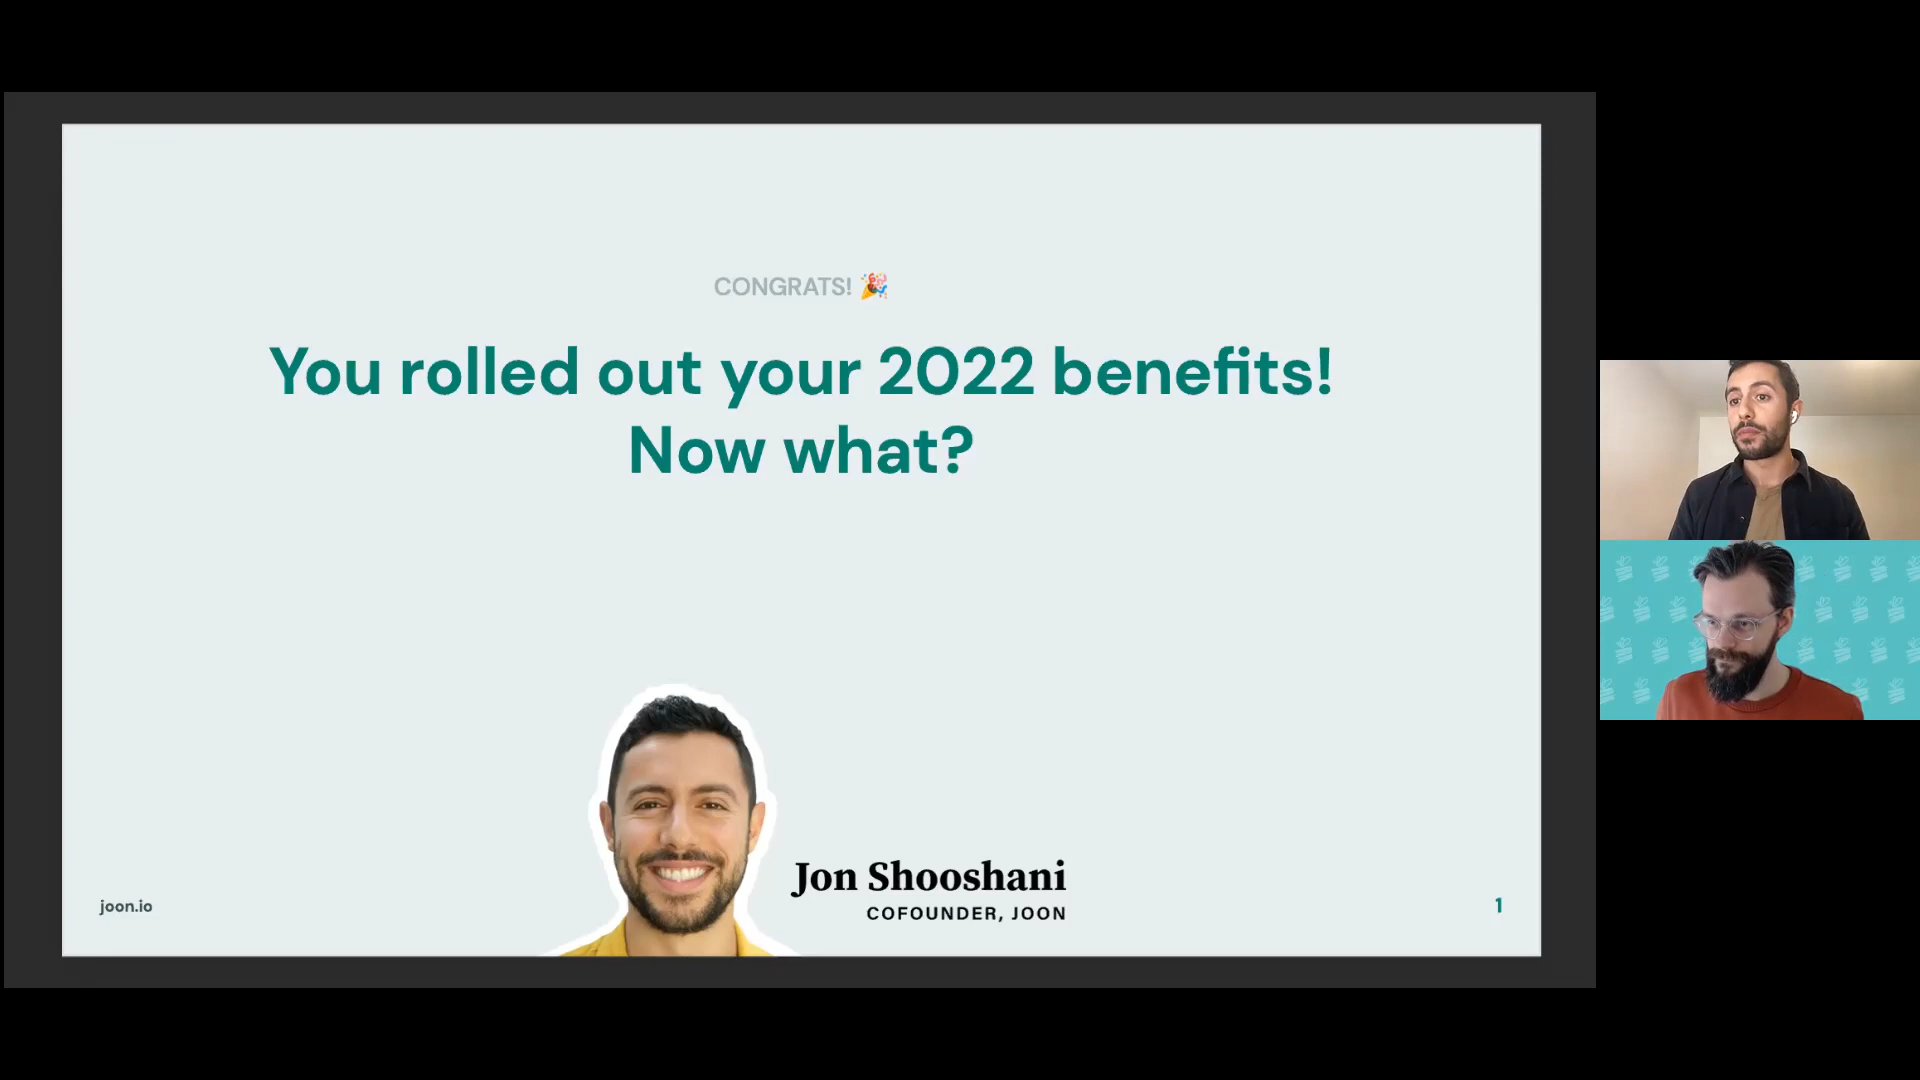 CONGRATS! 🎉
You rolled out your 2022 benefits!
Now what?
Jon Shooshani
COFOUNDER, JOON
joon.io
1